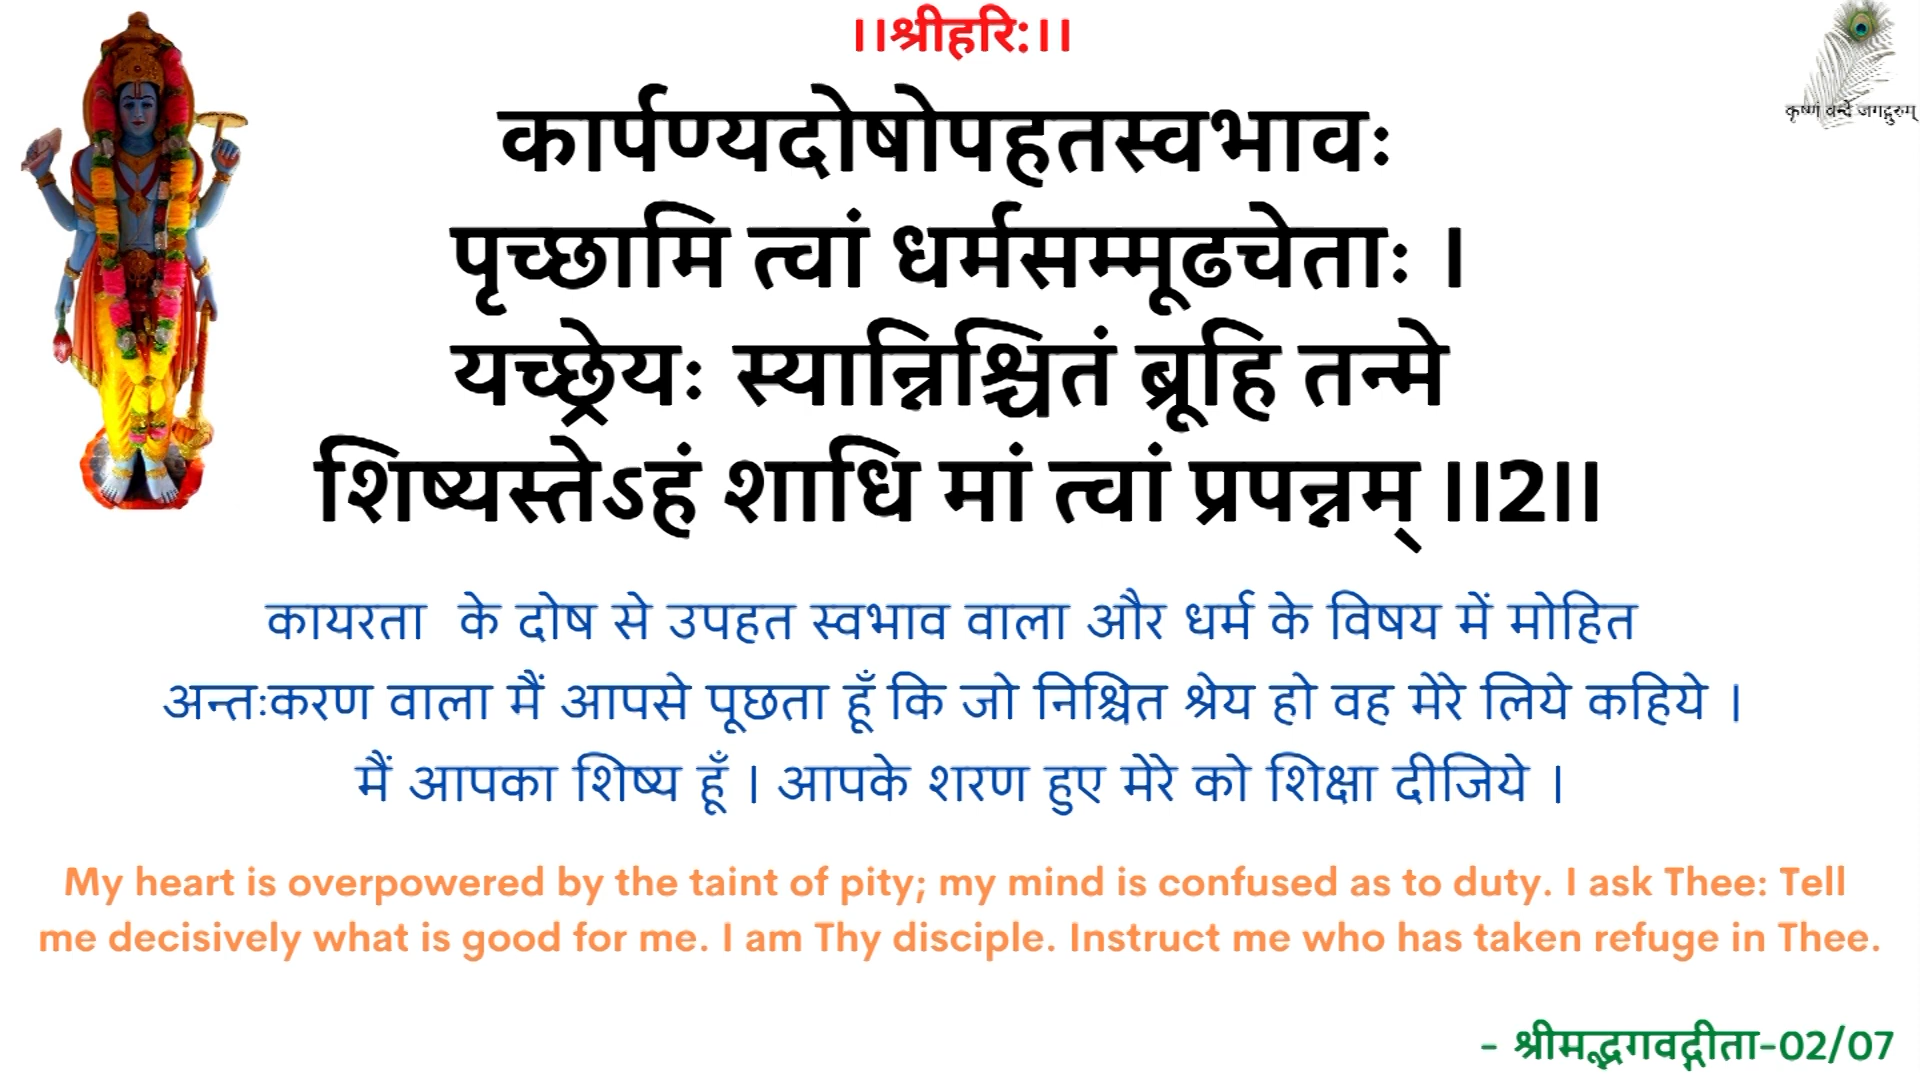 ।।श्रीहरि:।।
कृष्णं वन्दे जगद्गुरुम्
कार्पण्यदोषोपहतस्वभावः
पृच्छामि त्वां धर्मसम्मूढचेताः ।
यच्छ्रेयः स्यान्निश्चितं ब्रूहि तन्मे
शिष्यस्तेऽहं शाधि मां त्वां प्रपन्नम् ।।2।।
कायरता के दोष से उपहत स्वभाव वाला और धर्म के विषय में मोहित
अन्तःकरण वाला मैं आपसे पूछता हूँ कि जो निश्चित श्रेय हो वह मेरे लिये कहिये ।
मैं आपका शिष्य हूँ । आपके शरण हुए मेरे को शिक्षा दीजिये ।
My heart is overpowered by the taint of pity; my mind is confused as to duty. I ask Thee: Tell
me decisively what is good for me. I am Thy disciple. Instruct me who has taken refuge in Thee.
- श्रीमद्भगवद्गीता-02/07